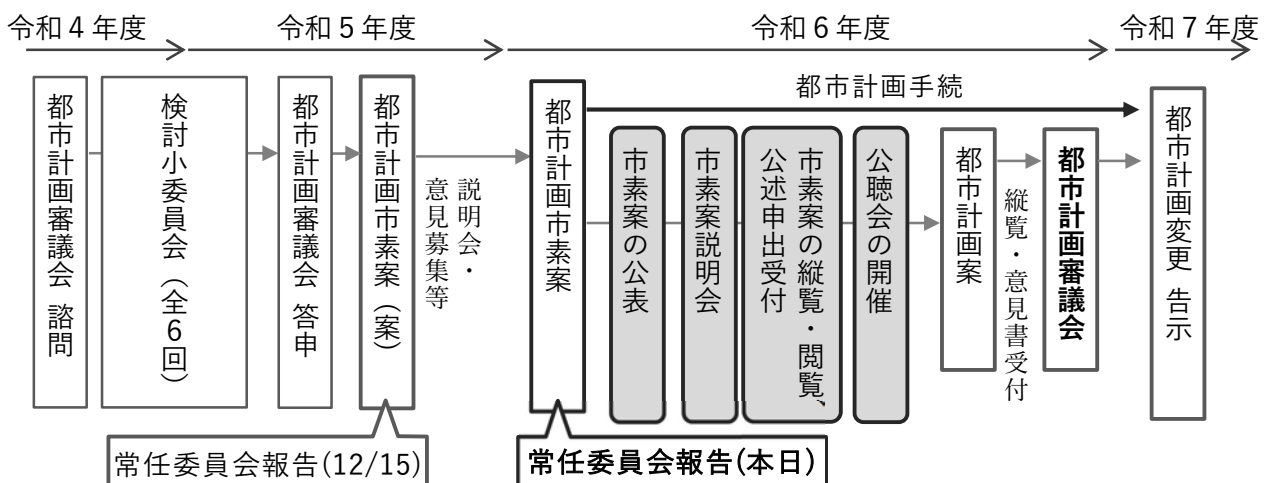 令和4年度
令和5年度
令和6年度
令和7年度
都市計画手続
都市計画審議会 諮問
検討小委員会（全6回）
都市計画審議会 答申
都市計画市素案（案）
説明会・
意見募集等
都市計画市素案
市素案の公表
市素案説明会
市素案の縦覧・閲覧、
公述申出受付
公聴会の開催
都市計画案
縦覧・意見書受付
都市計画審議会
都市計画変更 告示
常任委員会報告(12/15)
常任委員会報告(本日)